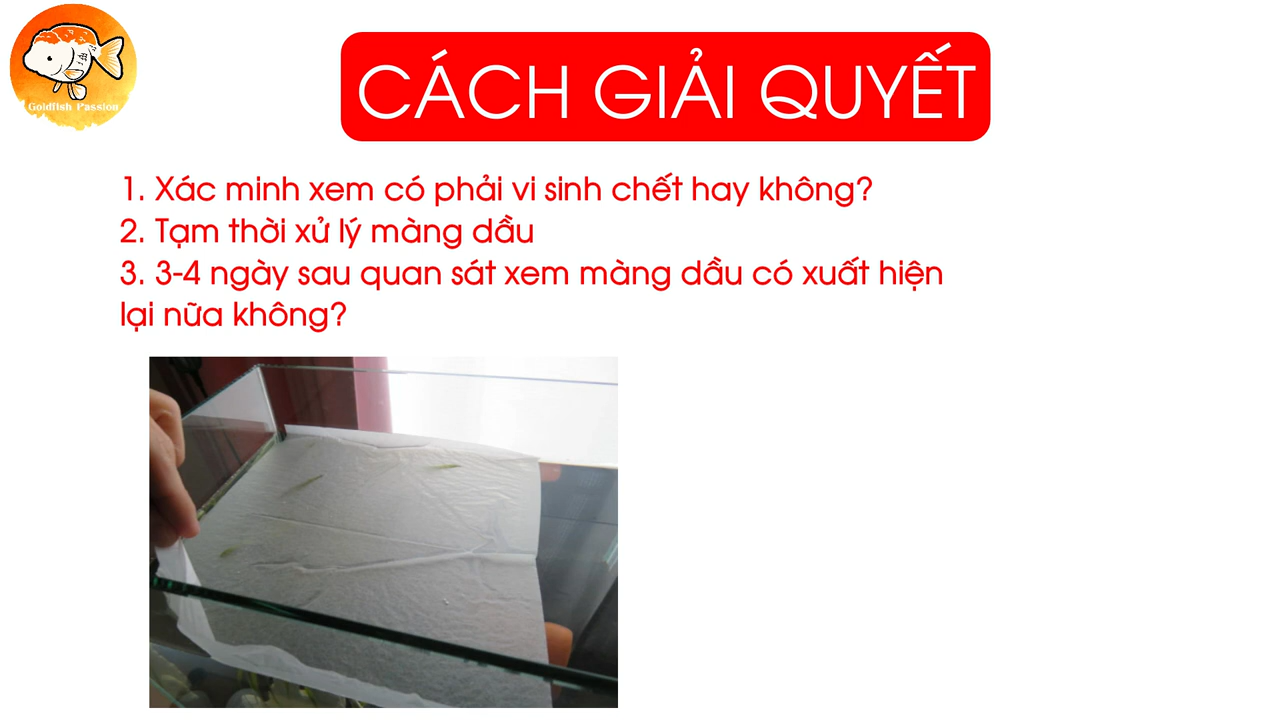 Goldfish Passion
CÁCH GIẢI QUYẾT
1. Xác minh xem có phải vi sinh chết hay không?
2. Tạm thời xử lý màng dầu
3. 3-4 ngày sau quan sát xem màng dầu có xuất hiện
lại nữa không?